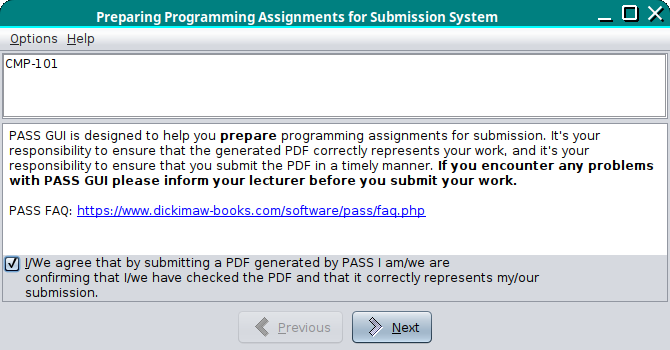 Preparing Programming Assignments for Submission System
Options Help
CMP-101
PASS GUI is designed to help you prepare programming assignments for submission. It's your
responsibility to ensure that the generated PDF correctly represents your work, and it's your
responsibility to ensure that you submit the PDF in a timely manner. If you encounter any problems
with PASS GUI please inform your lecturer before you submit your work.
PASS FAQ: https://www.dickimaw-books.com/software/pass/faq.php
I/We agree that by submitting a PDF generated by PASS I am/we are
confirming that I/we have checked the PDF and that it correctly represents my/our
submission.
Previous Next